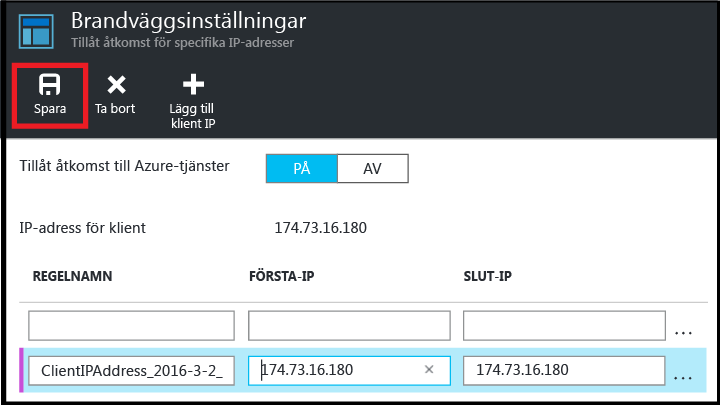 Brandväggsinställningar
Tillåt åtkomst för specifika IP-adresser
Spara
Ta bort
Lägg till
klient IP
Tillåt åtkomst till Azure-tjänster
PÅ
AV
IP-adress för klient
174.73.16.180
REGELNAMN
FÖRSTA-IP
SLUT-IP
...
ClientIPAddress_2016-3-2_
174.73.16.180
×
174.73.16.180
...